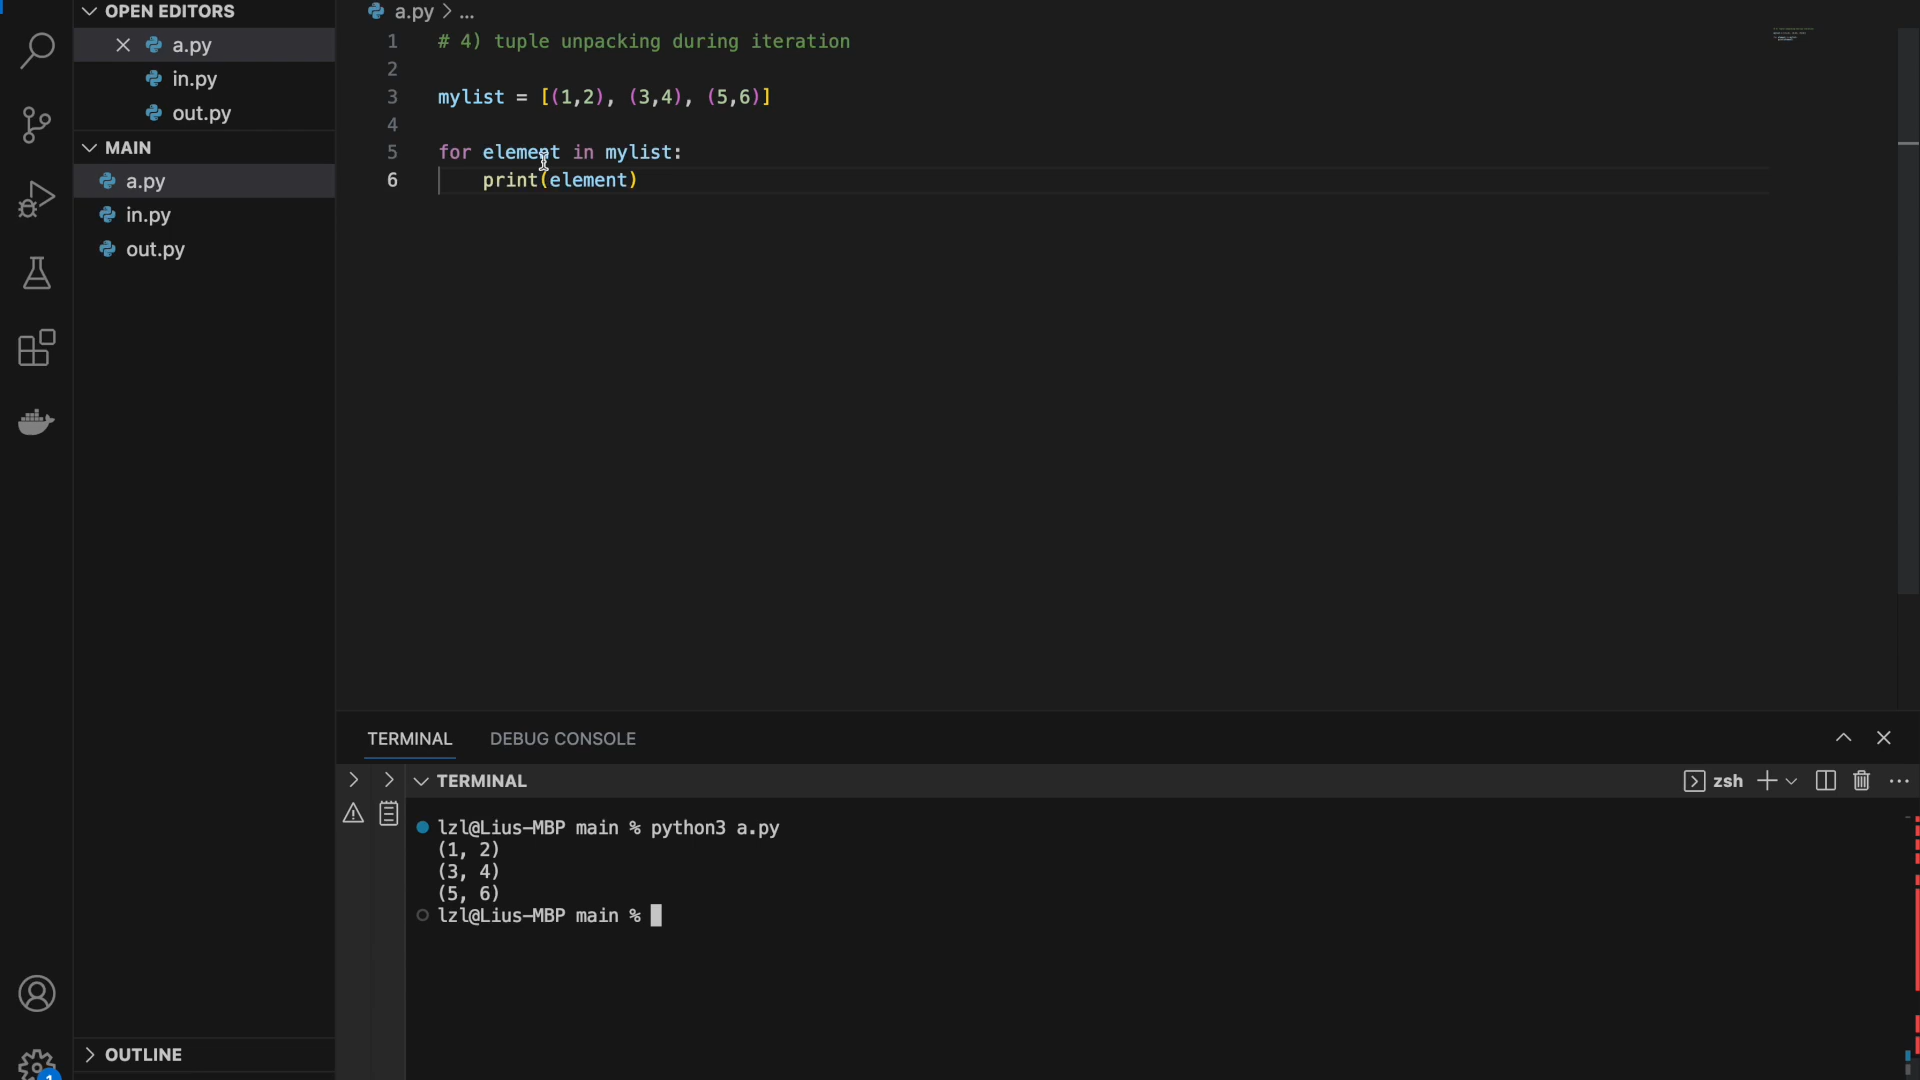 OPEN EDITORS
a.py
in.py
out.py
MAIN
a.py
in.py
out.py
OUTLINE
1
a.py > ...
1 # 4) tuple unpacking during iteration
2
3 mylist = [(1,2), (3,4), (5,6)]
4
5 for element in mylist:
6 print(element)
TERMINAL DEBUG CONSOLE
TERMINAL
zsh
lzl@Lius-MBP main % python3 a.py
(1, 2)
(3, 4)
(5, 6)
lzl@Lius-MBP main %